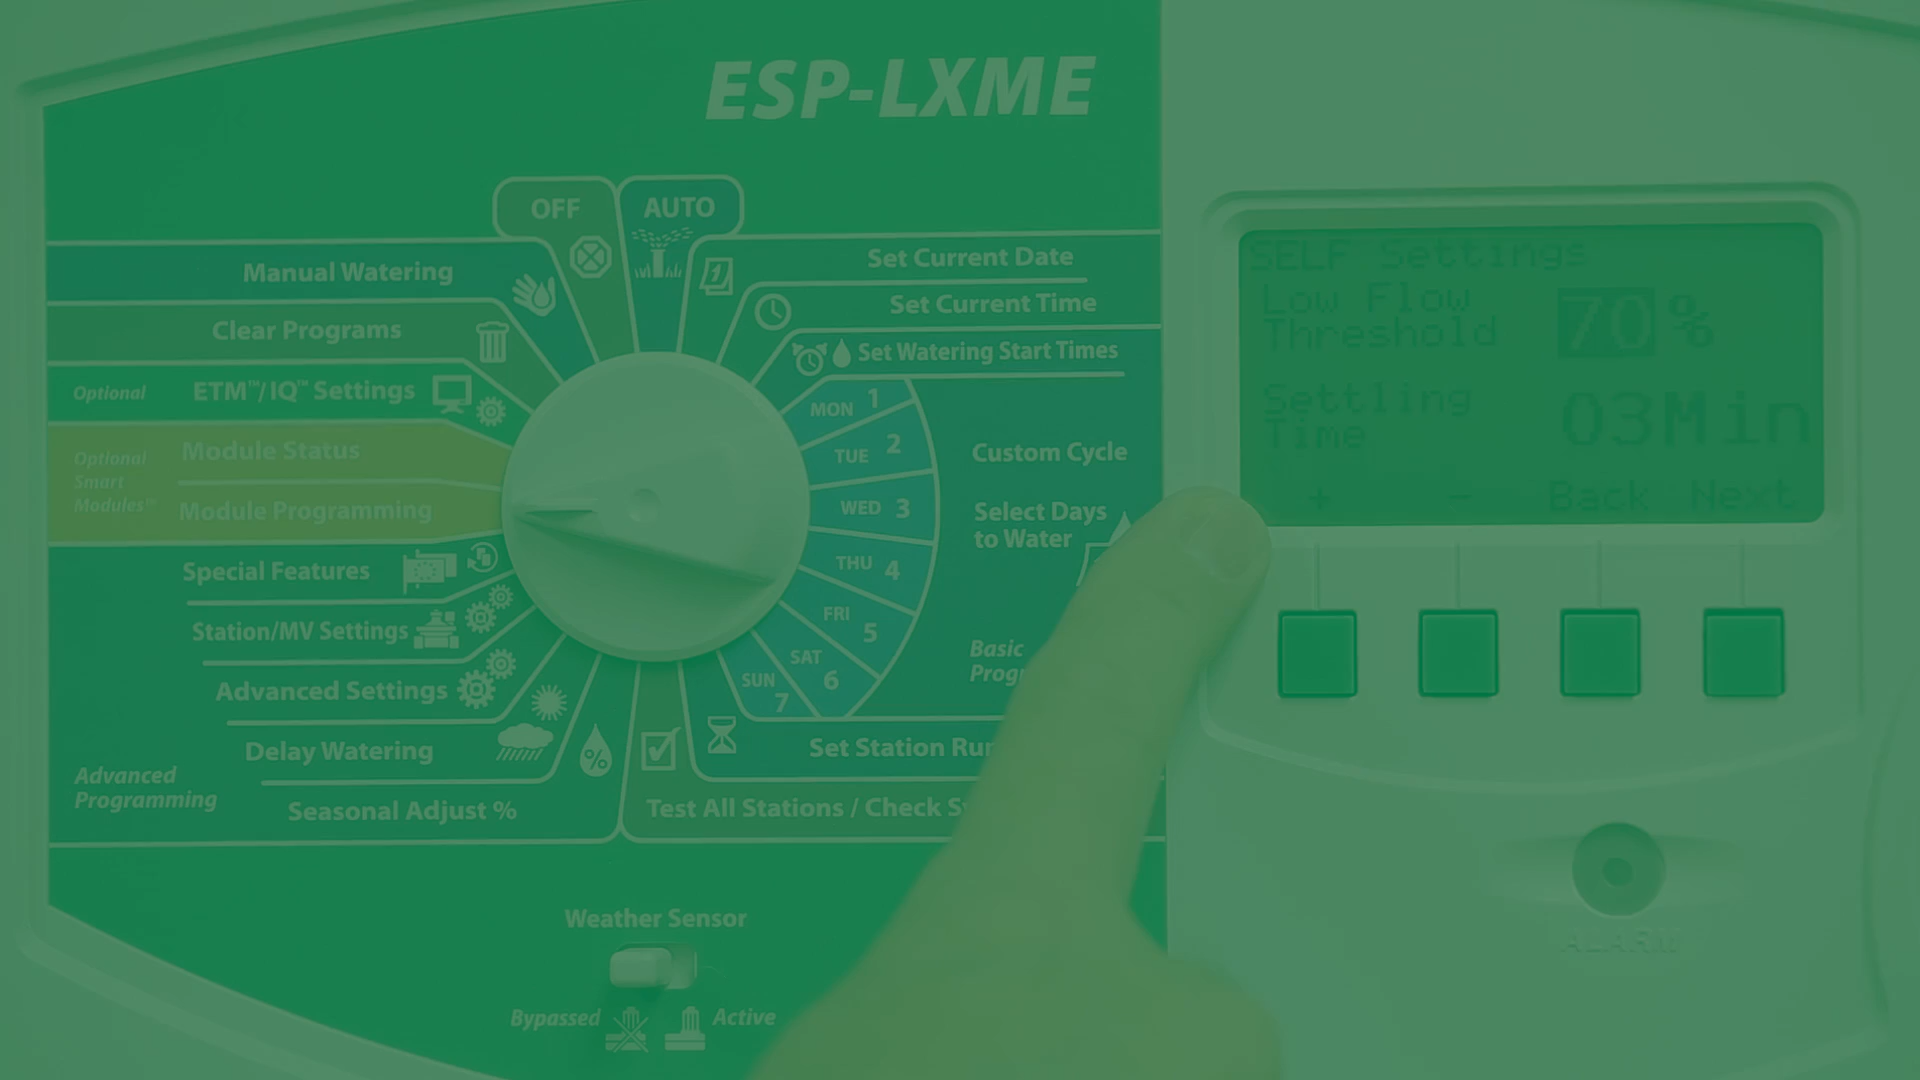 ESP-LXME
OFF
AUTO
Manual Watering
Clear Programs
Optional
ETM™/IQ™ Settings
Optional
Smart
Modules™
Module Status
Module Programming
Special Features
Station/MV Settings
Advanced Settings
Delay Watering
Advanced
Programming
Seasonal Adjust %
Set Current Date
1
Set Current Time
Set Watering Start Times
MON 1
TUE 2
WED 3
THU 4
FRI 5
SAT 6
SUN 7
Custom Cycle
Select Days
to Water
Basic
Set Station
%
Test All Stations / Check
Weather Sensor
Bypassed
Active
SELF Settings
Low Flow
Threshold 70%
Settling
Time 03Min
+ - Back Next
ALARM